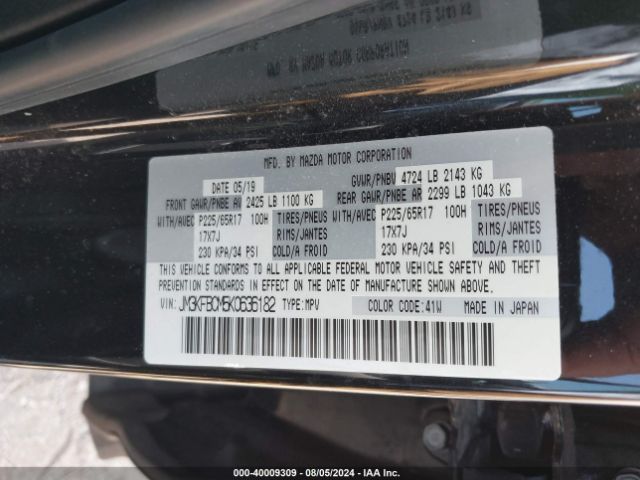 MFD. BY MAZDA MOTOR CORPORATION
DATE 05/19 GVWR/PNBV 4724 LB 2143 KG
FRONT GAWR/PNBE AR 2425 LB 1100 KG REAR GAWR/PNBE AR 2299 LB 1043 KG
WITH/AVEC P225/65R17 100H TIRES/PNEUS WITH/AVEC P225/65R17 100H TIRES/PNEUS
17X7J RIMS/JANTES 17X7J RIMS/JANTES
230 KPA/34 PSI COLD/A FROID 230 KPA/34 PSI COLD/A FROID
THIS VEHICLE CONFORMS TO ALL APPLICABLE FEDERAL MOTOR VEHICLE SAFETY AND THEFT
PREVENTION STANDARDS IN EFFECT ON THE DATE OF MANUFACTURE SHOWN ABOVE.
VIN: JM3KFBCM5K0636182 TYPE: MPV COLOR CODE: 41W MADE IN JAPAN
000-40009309 - 08/05/2024 - IAA Inc.